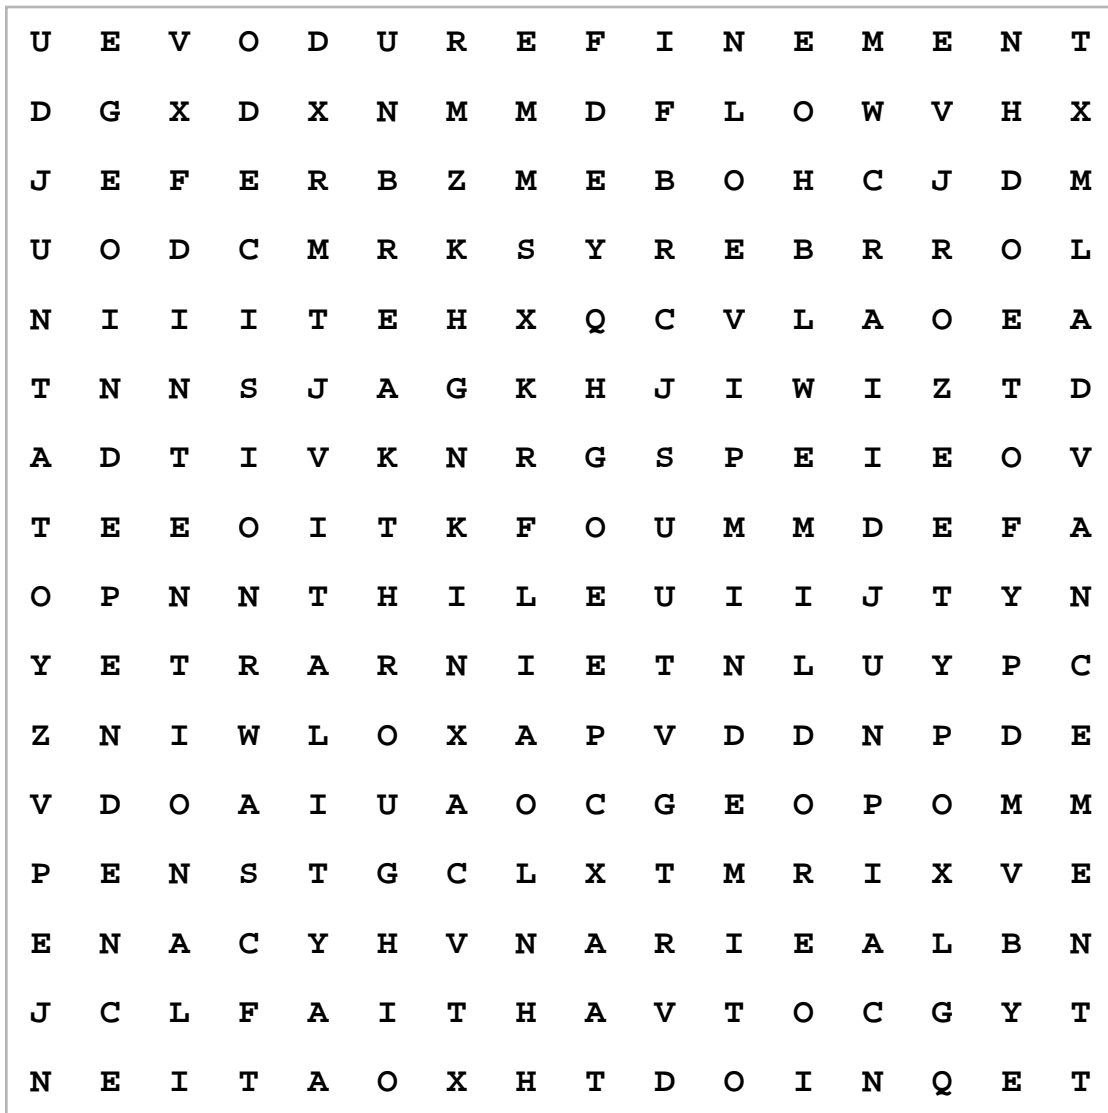 U E V O D U R E F I N E M E N T
D G X D X N M M D F L O W V H X
J E F E R B Z M E B O H C J D M
U O D C M R K S Y R E B R R O L
N I I I T E H X Q C V L A O E A
T N N S J A G K H J I W I Z T D
A D T I V K N R G S P E I E O V
T E E O I T K F O U M M D E F A
O P N N T H I L E U I I J T Y N
Y E T R A R N I E T N L U Y P C
Z N I W L O X A P V D D N P D E
V D O A I U A O C G E O P O M M
P E N S T G C L X T M R I X V E
E N A C Y H V N A R I E A L B N
J C L F A I T H A V T O C G Y T
N E I T A O X H T D O I N Q E T